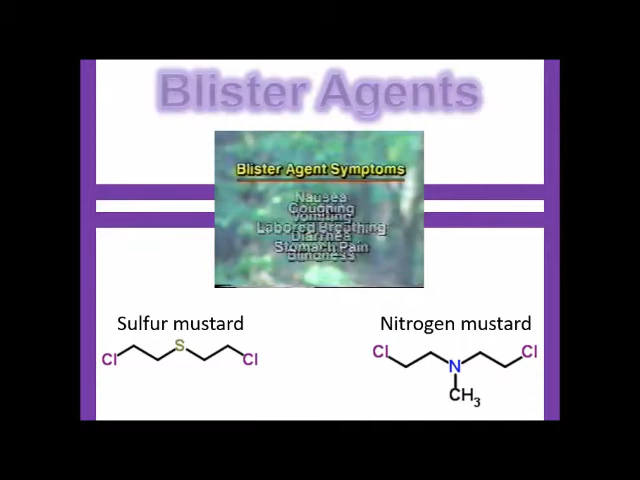 Blister Agents
Blister Agent Symptoms
Nausea
Coughing
Vomiting
Labored Breathing
Diarrhea
Stomach Pain
Blindness
Sulfur mustard
Nitrogen mustard
Cl S Cl
Cl N Cl
CH3